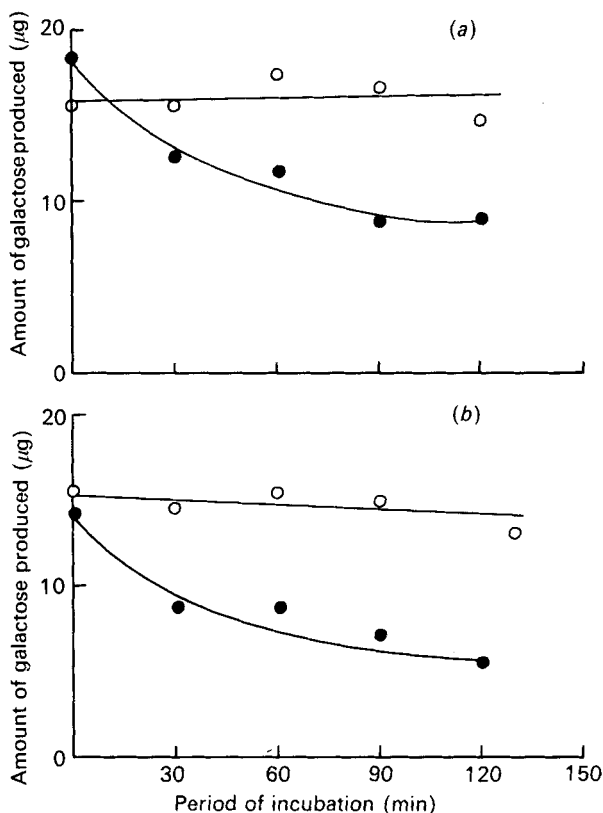 (a)
Amount of galactose produced (μg)
20
10
0
(b)
Amount of galactose produced (μg)
20
10
0
30
60
90
120
150
Period of incubation (min)